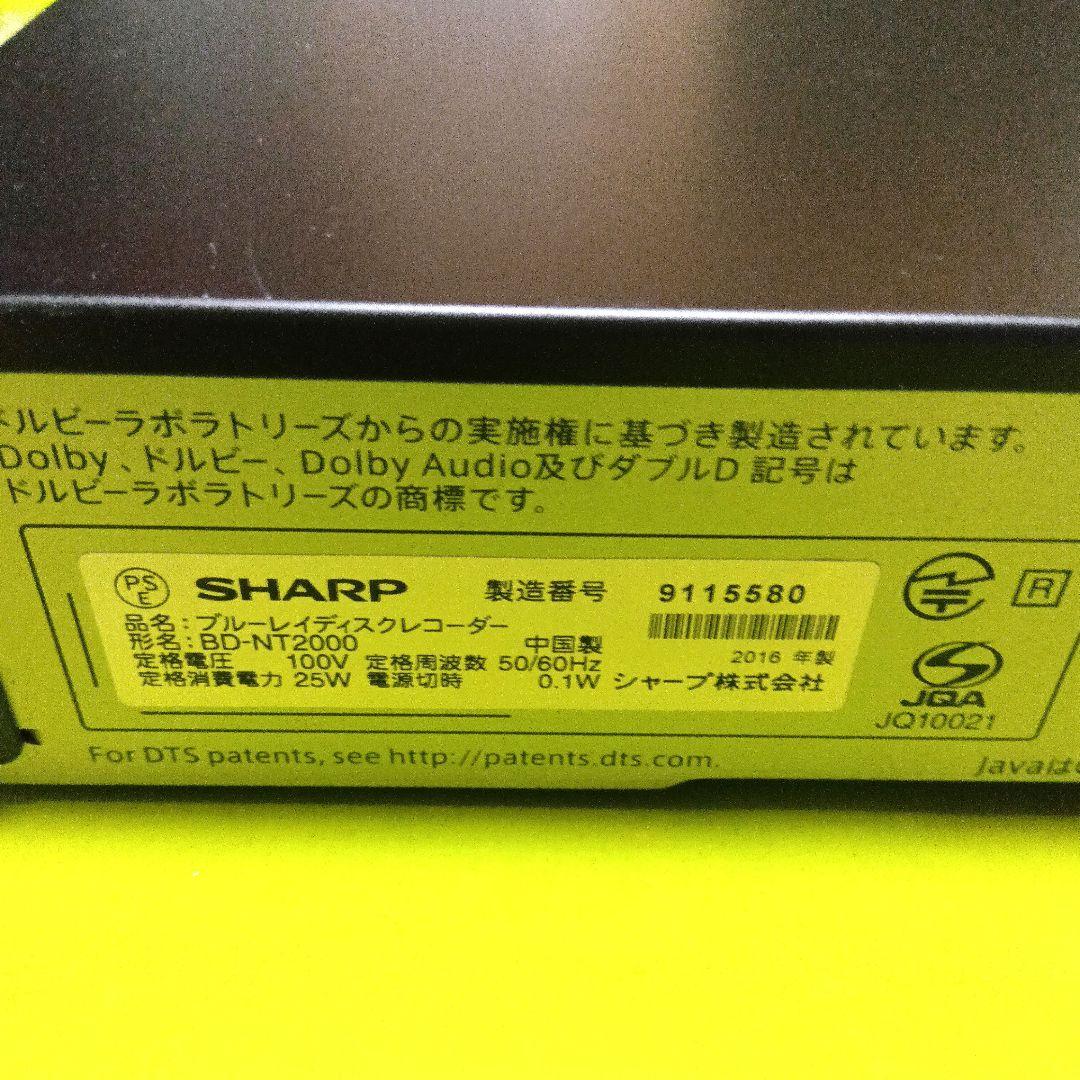 ドルビーラボラトリーズからの実施権に基づき製造されています。
Dolby、ドルビー、Dolby Audio及びダブルD 記号は
ドルビーラボラトリーズの商標です。
PSE SHARP 製造番号 9115580
品名:ブルーレイディスクレコーダー
形名:BD-NT2000 中国製
定格電圧 100V 定格周波数 50/60Hz 2016 年製
定格消費電力 25W 電源切時 0.1W シャープ株式会社
R
JQA
JQ10021
For DTS patents, see http://patents.dts.com.
Javaは